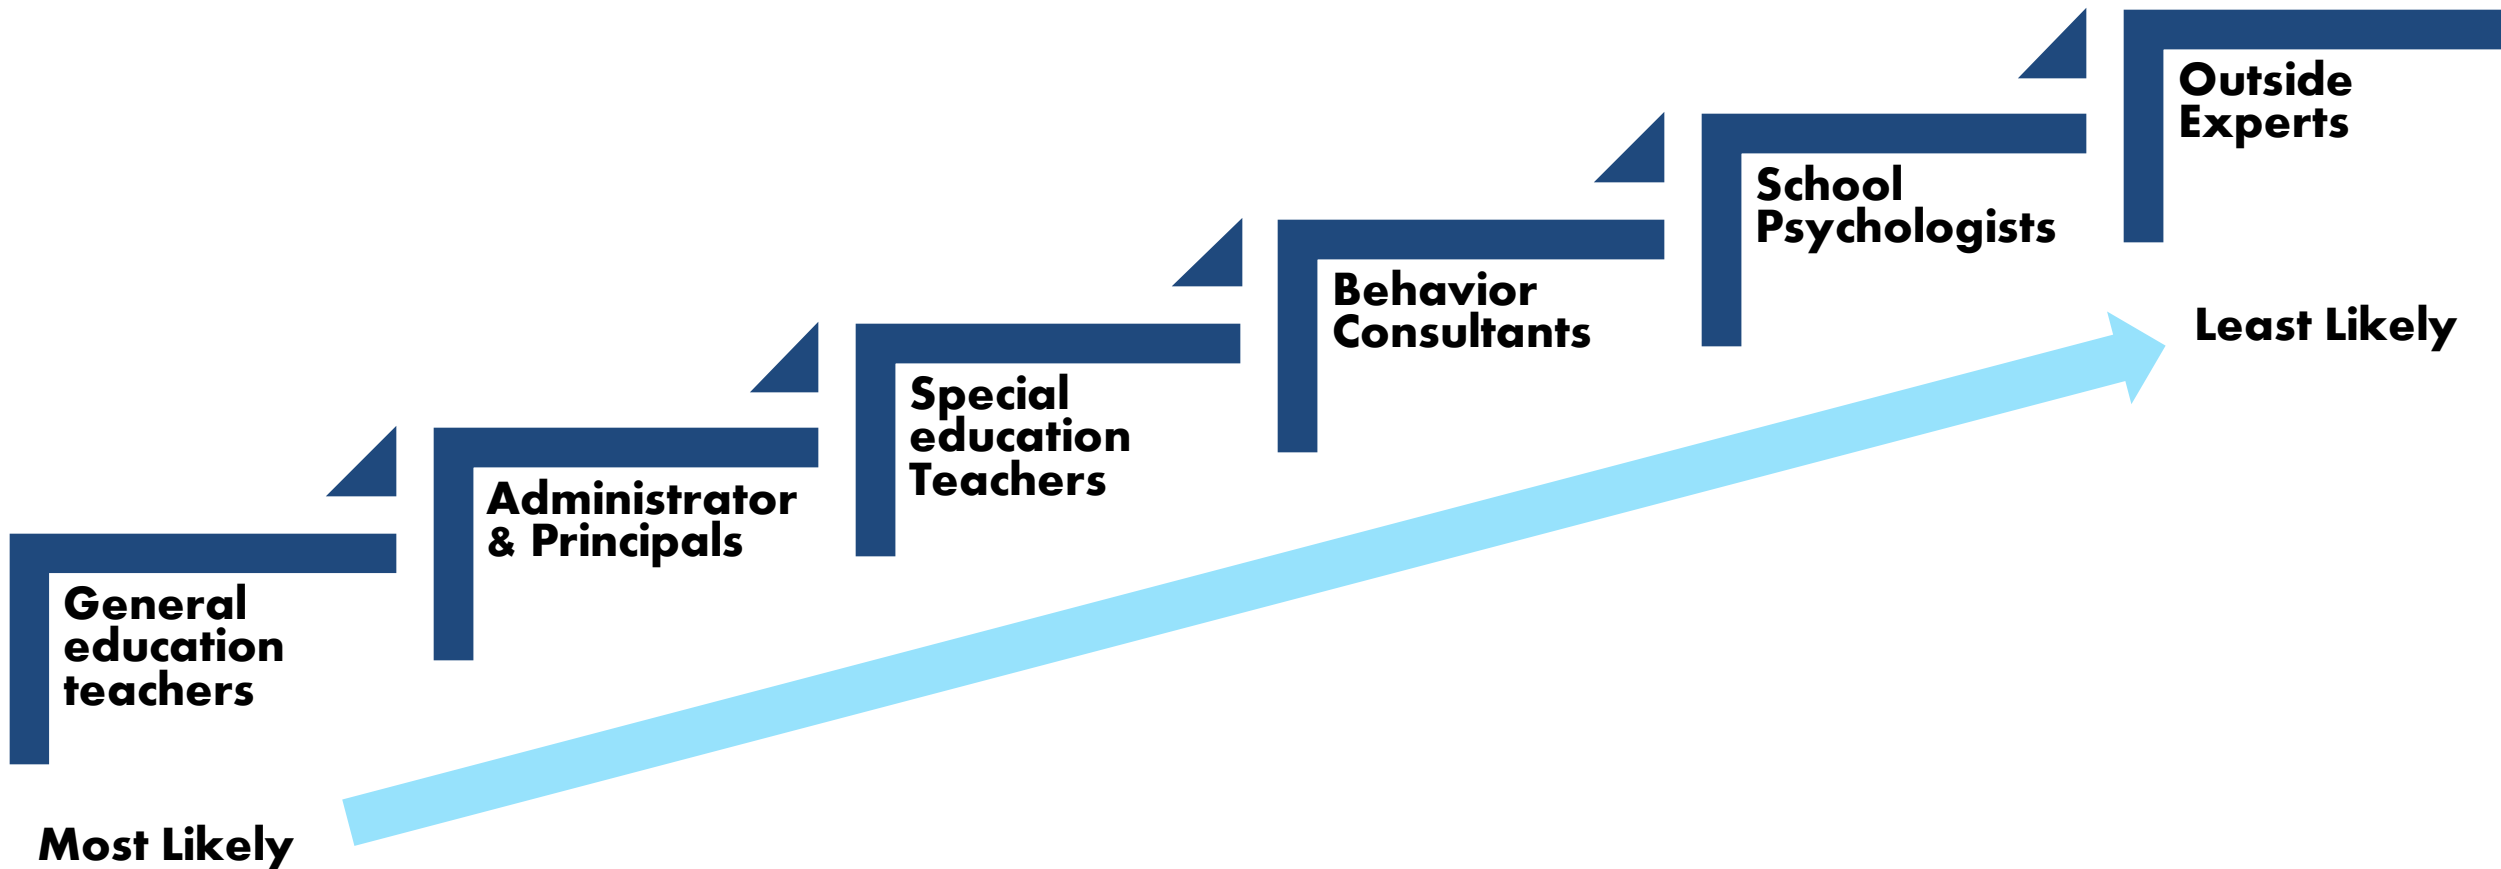 General
education
teachers
Administrator
& Principals
Special
education
Teachers
Behavior
Consultants
School
Psychologists
Outside
Experts
Most Likely
Least Likely